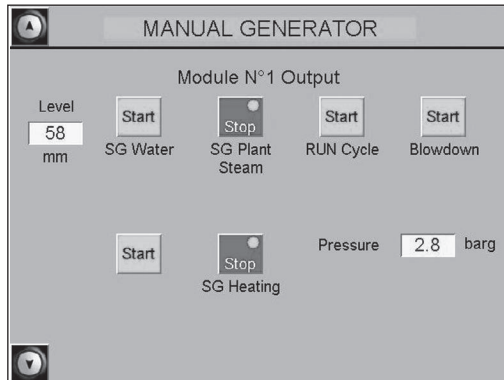 MANUAL GENERATOR
Module N°1 Output
Level
58
mm
Start
SG Water
Stop
SG Plant
Steam
Start
RUN Cycle
Start
Blowdown
Start
Stop
SG Heating
Pressure
2.8
barg